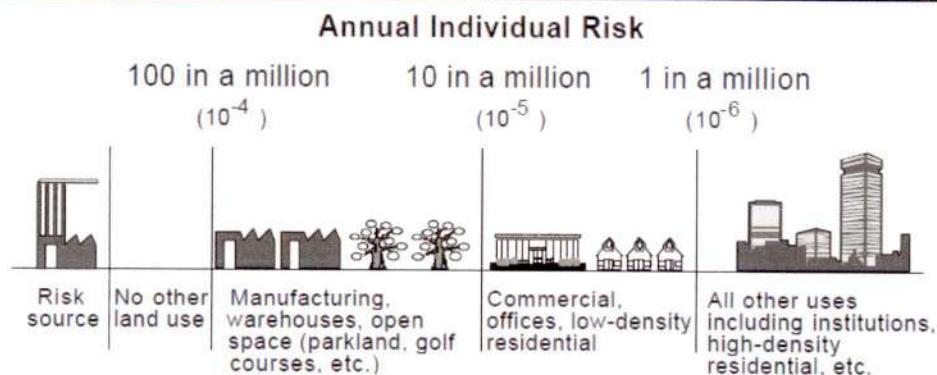 Annual Individual Risk
100 in a million
(10^-4 )
10 in a million
(10^-5 )
1 in a million
(10^-6 )
Risk
source
No other
land use
Manufacturing,
warehouses, open
space (parkland, golf
courses, etc.)
Commercial,
offices, low-density
residential
All other uses
including institutions,
high-density
residential, etc.